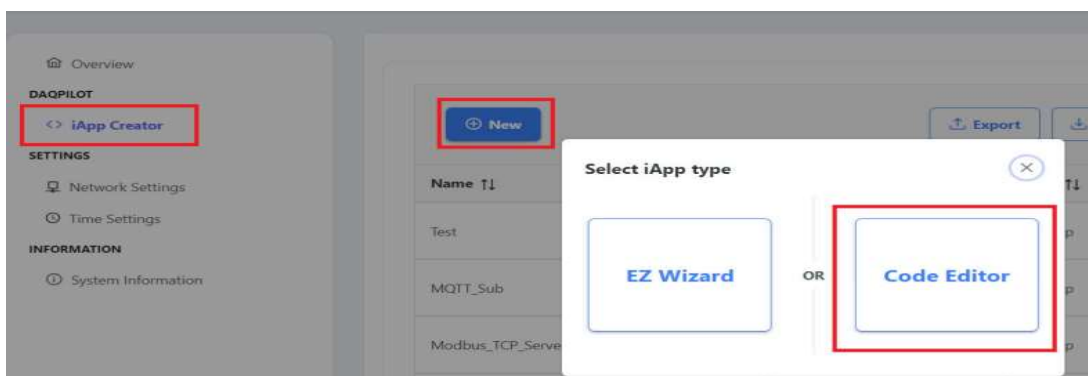 Overview
DAQPILOT
<> iApp Creator
SETTINGS
Network Settings
Time Settings
INFORMATION
System Information
New
Export
Name ↑↓
↑↓
Test
MQTT_Sub
Modbus_TCP_Serve
Select iApp type
EZ Wizard
OR
Code Editor
p
p
p